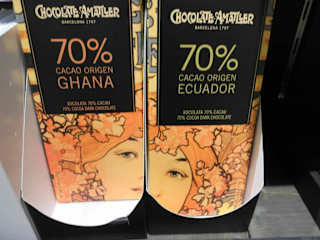 CHOCOLATE AMATLLER
BARCELONA 1797
70%
CACAO ORIGEN
GHANA
XOCOLATA 70% CACAU
70% COCOA DARK CHOCOLATE
CHOCOLATE AMATLLER
BARCELONA 1797
70%
CACAO ORIGEN
ECUADOR
XOCOLATA 70% CACAU
70% COCOA DARK CHOCOLATE